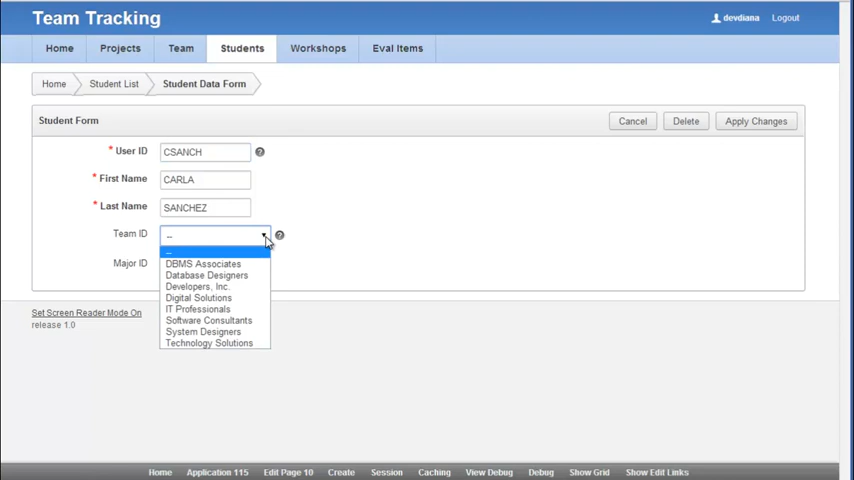 Team Tracking
devdiana Logout
Home Projects Team Students Workshops Eval Items
Home Student List Student Data Form
Student Form Cancel Delete Apply Changes
* User ID CSANCH ?
* First Name CARLA
* Last Name SANCHEZ
Team ID -- ?
--
Major ID
DBMS Associates
Database Designers
Developers, Inc.
Digital Solutions
IT Professionals
Software Consultants
System Designers
Technology Solutions
Set Screen Reader Mode On
release 1.0
Home Application 115 Edit Page 10 Create Session Caching View Debug Debug Show Grid Show Edit Links